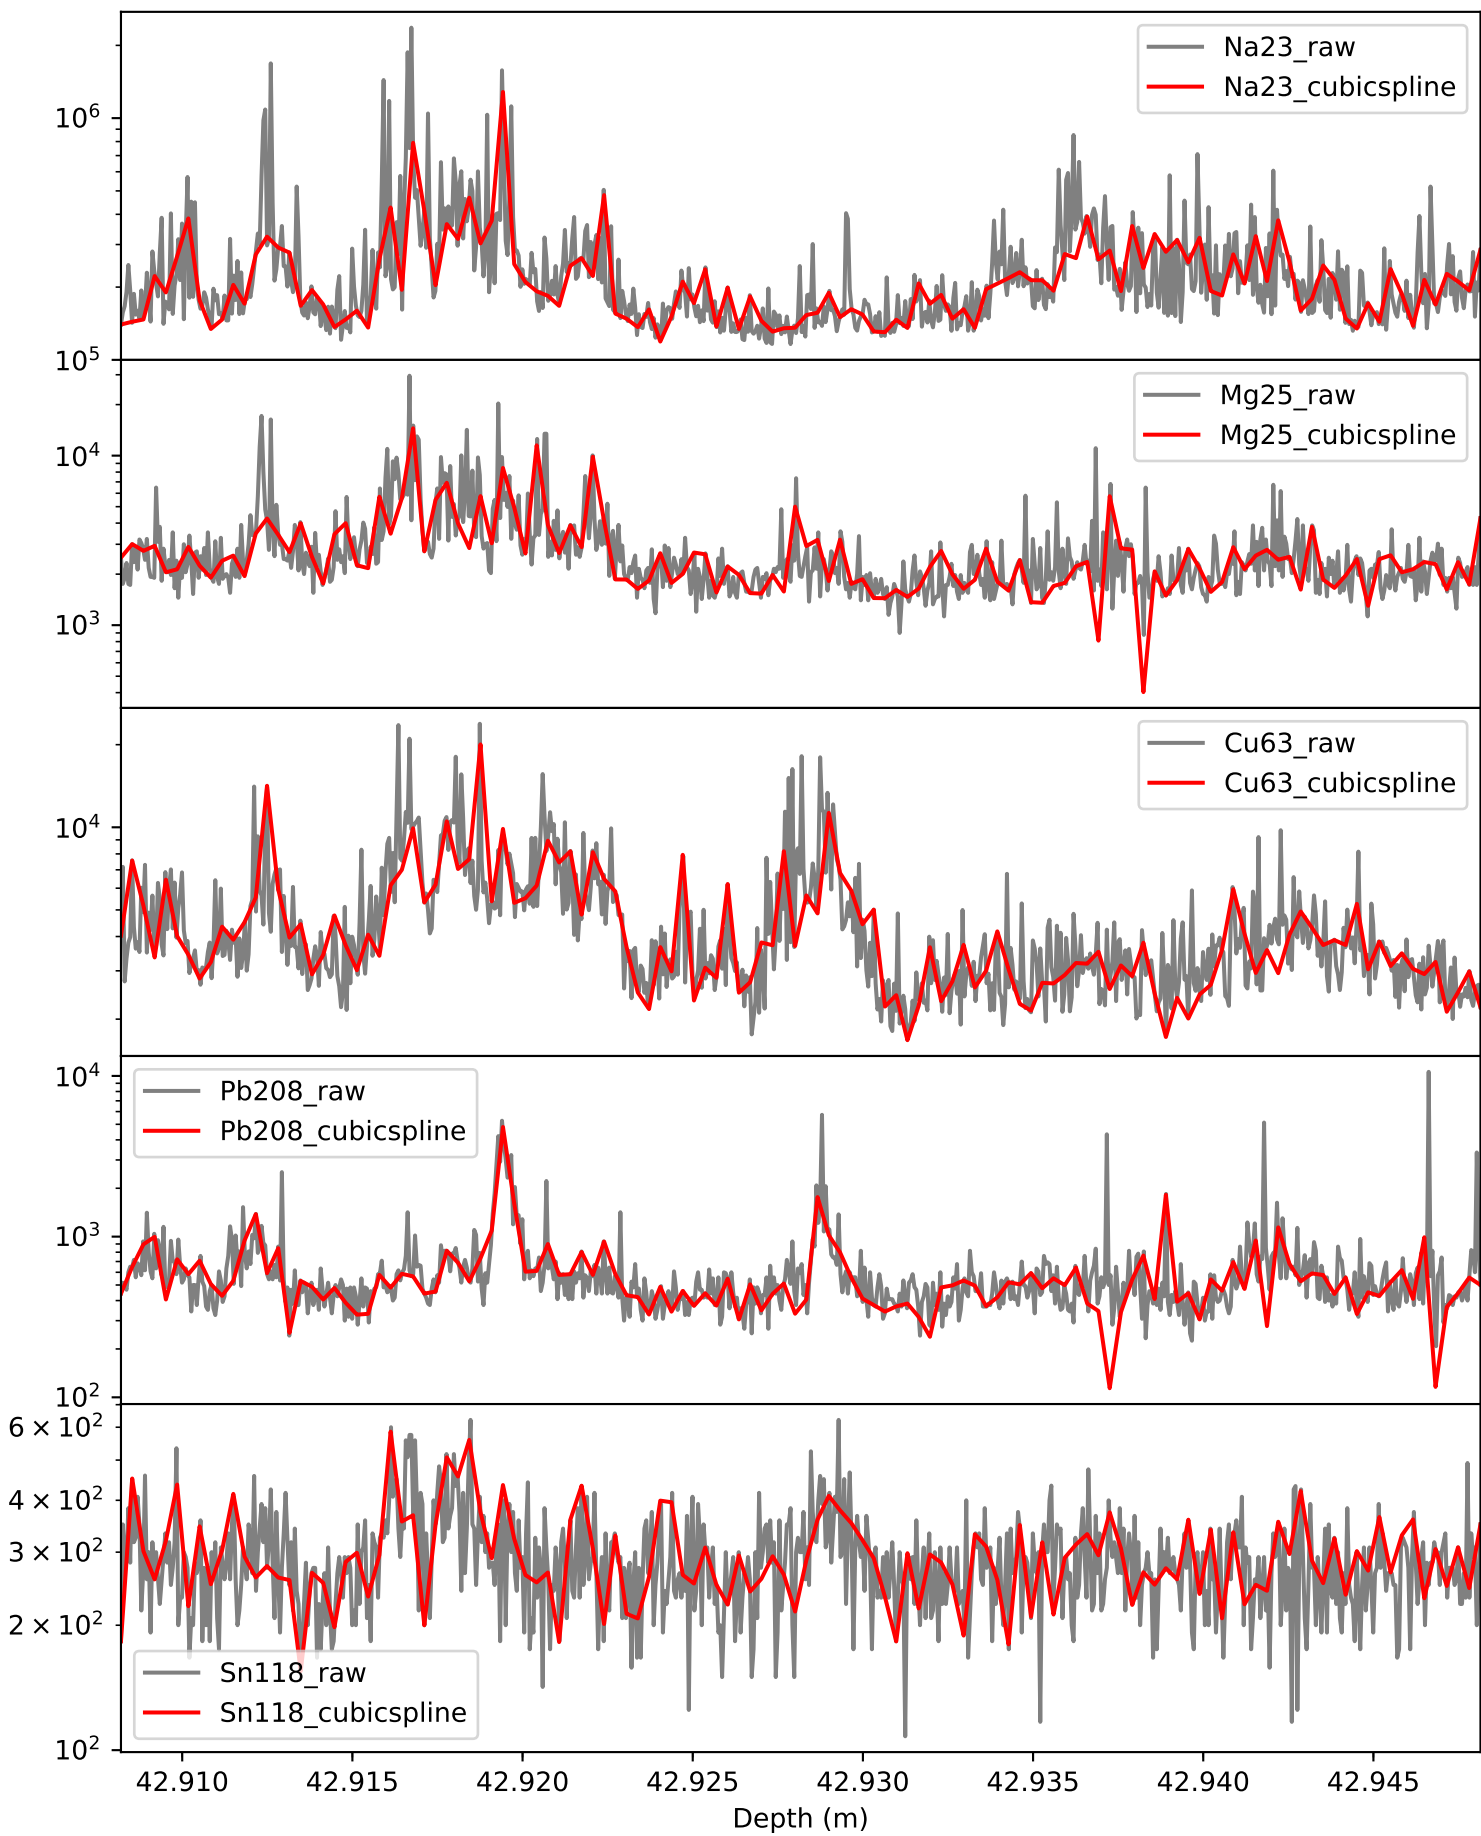 Na23_raw
Na23_cubicspline
10^6
10^5
Mg25_raw
Mg25_cubicspline
10^4
10^3
Cu63_raw
Cu63_cubicspline
10^4
10^4
Pb208_raw
Pb208_cubicspline
10^3
10^2
6 × 10^2
4 × 10^2
3 × 10^2
2 × 10^2
Sn118_raw
Sn118_cubicspline
10^2
42.910 42.915 42.920 42.925 42.930 42.935 42.940 42.945
Depth (m)